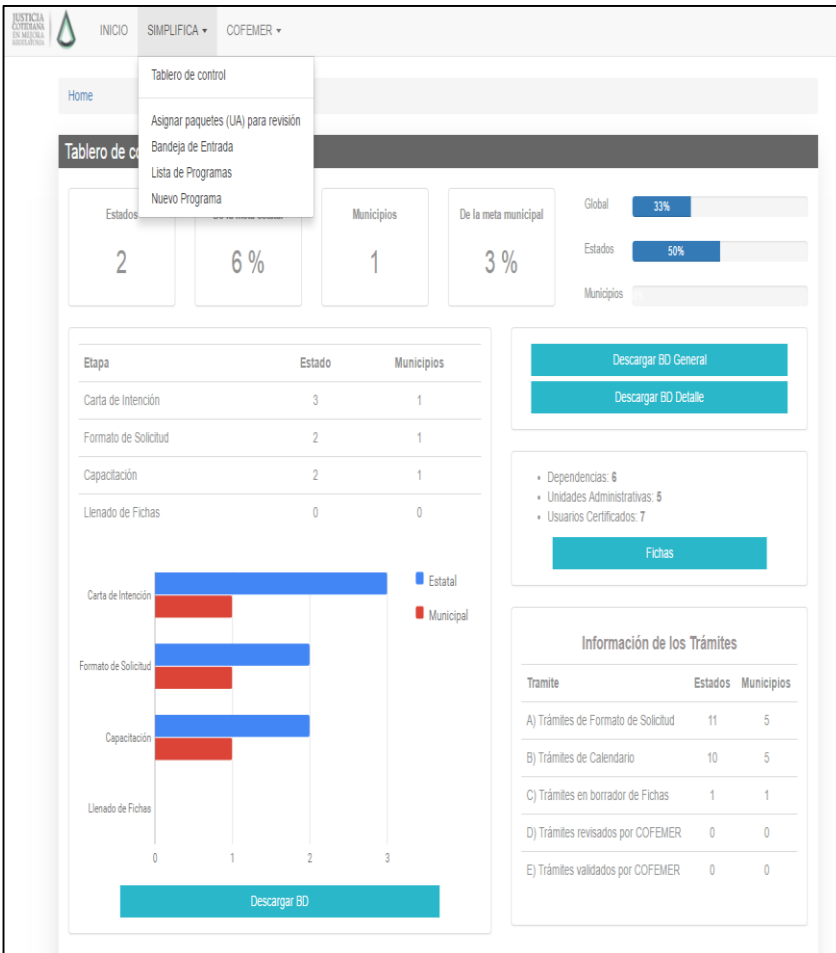 JUSTICIA
COTIDIANA
EN MEJORA
REGULATORIA
INICIO
SIMPLIFICA
COFEMER
Tablero de control
Asignar paquetes (UA) para revisión
Bandeja de Entrada
Lista de Programas
Nuevo Programa
Home
Tablero de co
Estados
2
6 %
Municipios
1
De la meta municipal
3 %
Global 33%
Estados 50%
Municipios
Etapa Estado Municipios
Carta de Intención 3 1
Formato de Solicitud 2 1
Capacitación 2 1
Llenado de Fichas 0 0
Carta de Intención
Formato de Solicitud
Capacitación
Llenado de Fichas
0 1 2 3
Estatal
Municipal
Descargar BD
Descargar BD General
Descargar BD Detalle
Dependencias: 6
Unidades Administrativas: 5
Usuarios Certificados: 7
Fichas
Información de los Trámites
Tramite Estados Municipios
A) Trámites de Formato de Solicitud 11 5
B) Trámites de Calendario 10 5
C) Trámites en borrador de Fichas 1 1
D) Trámites revisados por COFEMER 0 0
E) Trámites validados por COFEMER 0 0